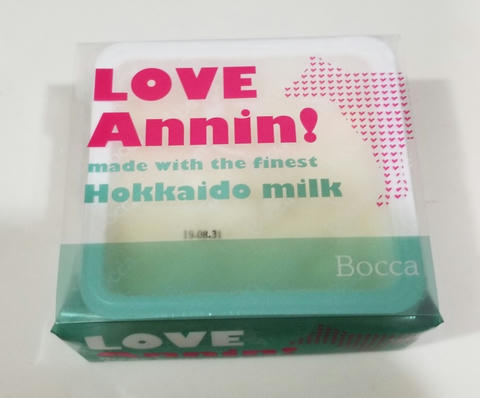 LOVE
Annin!
made with the finest
Hokkaido milk
19.08.31
Bocca
LOVE